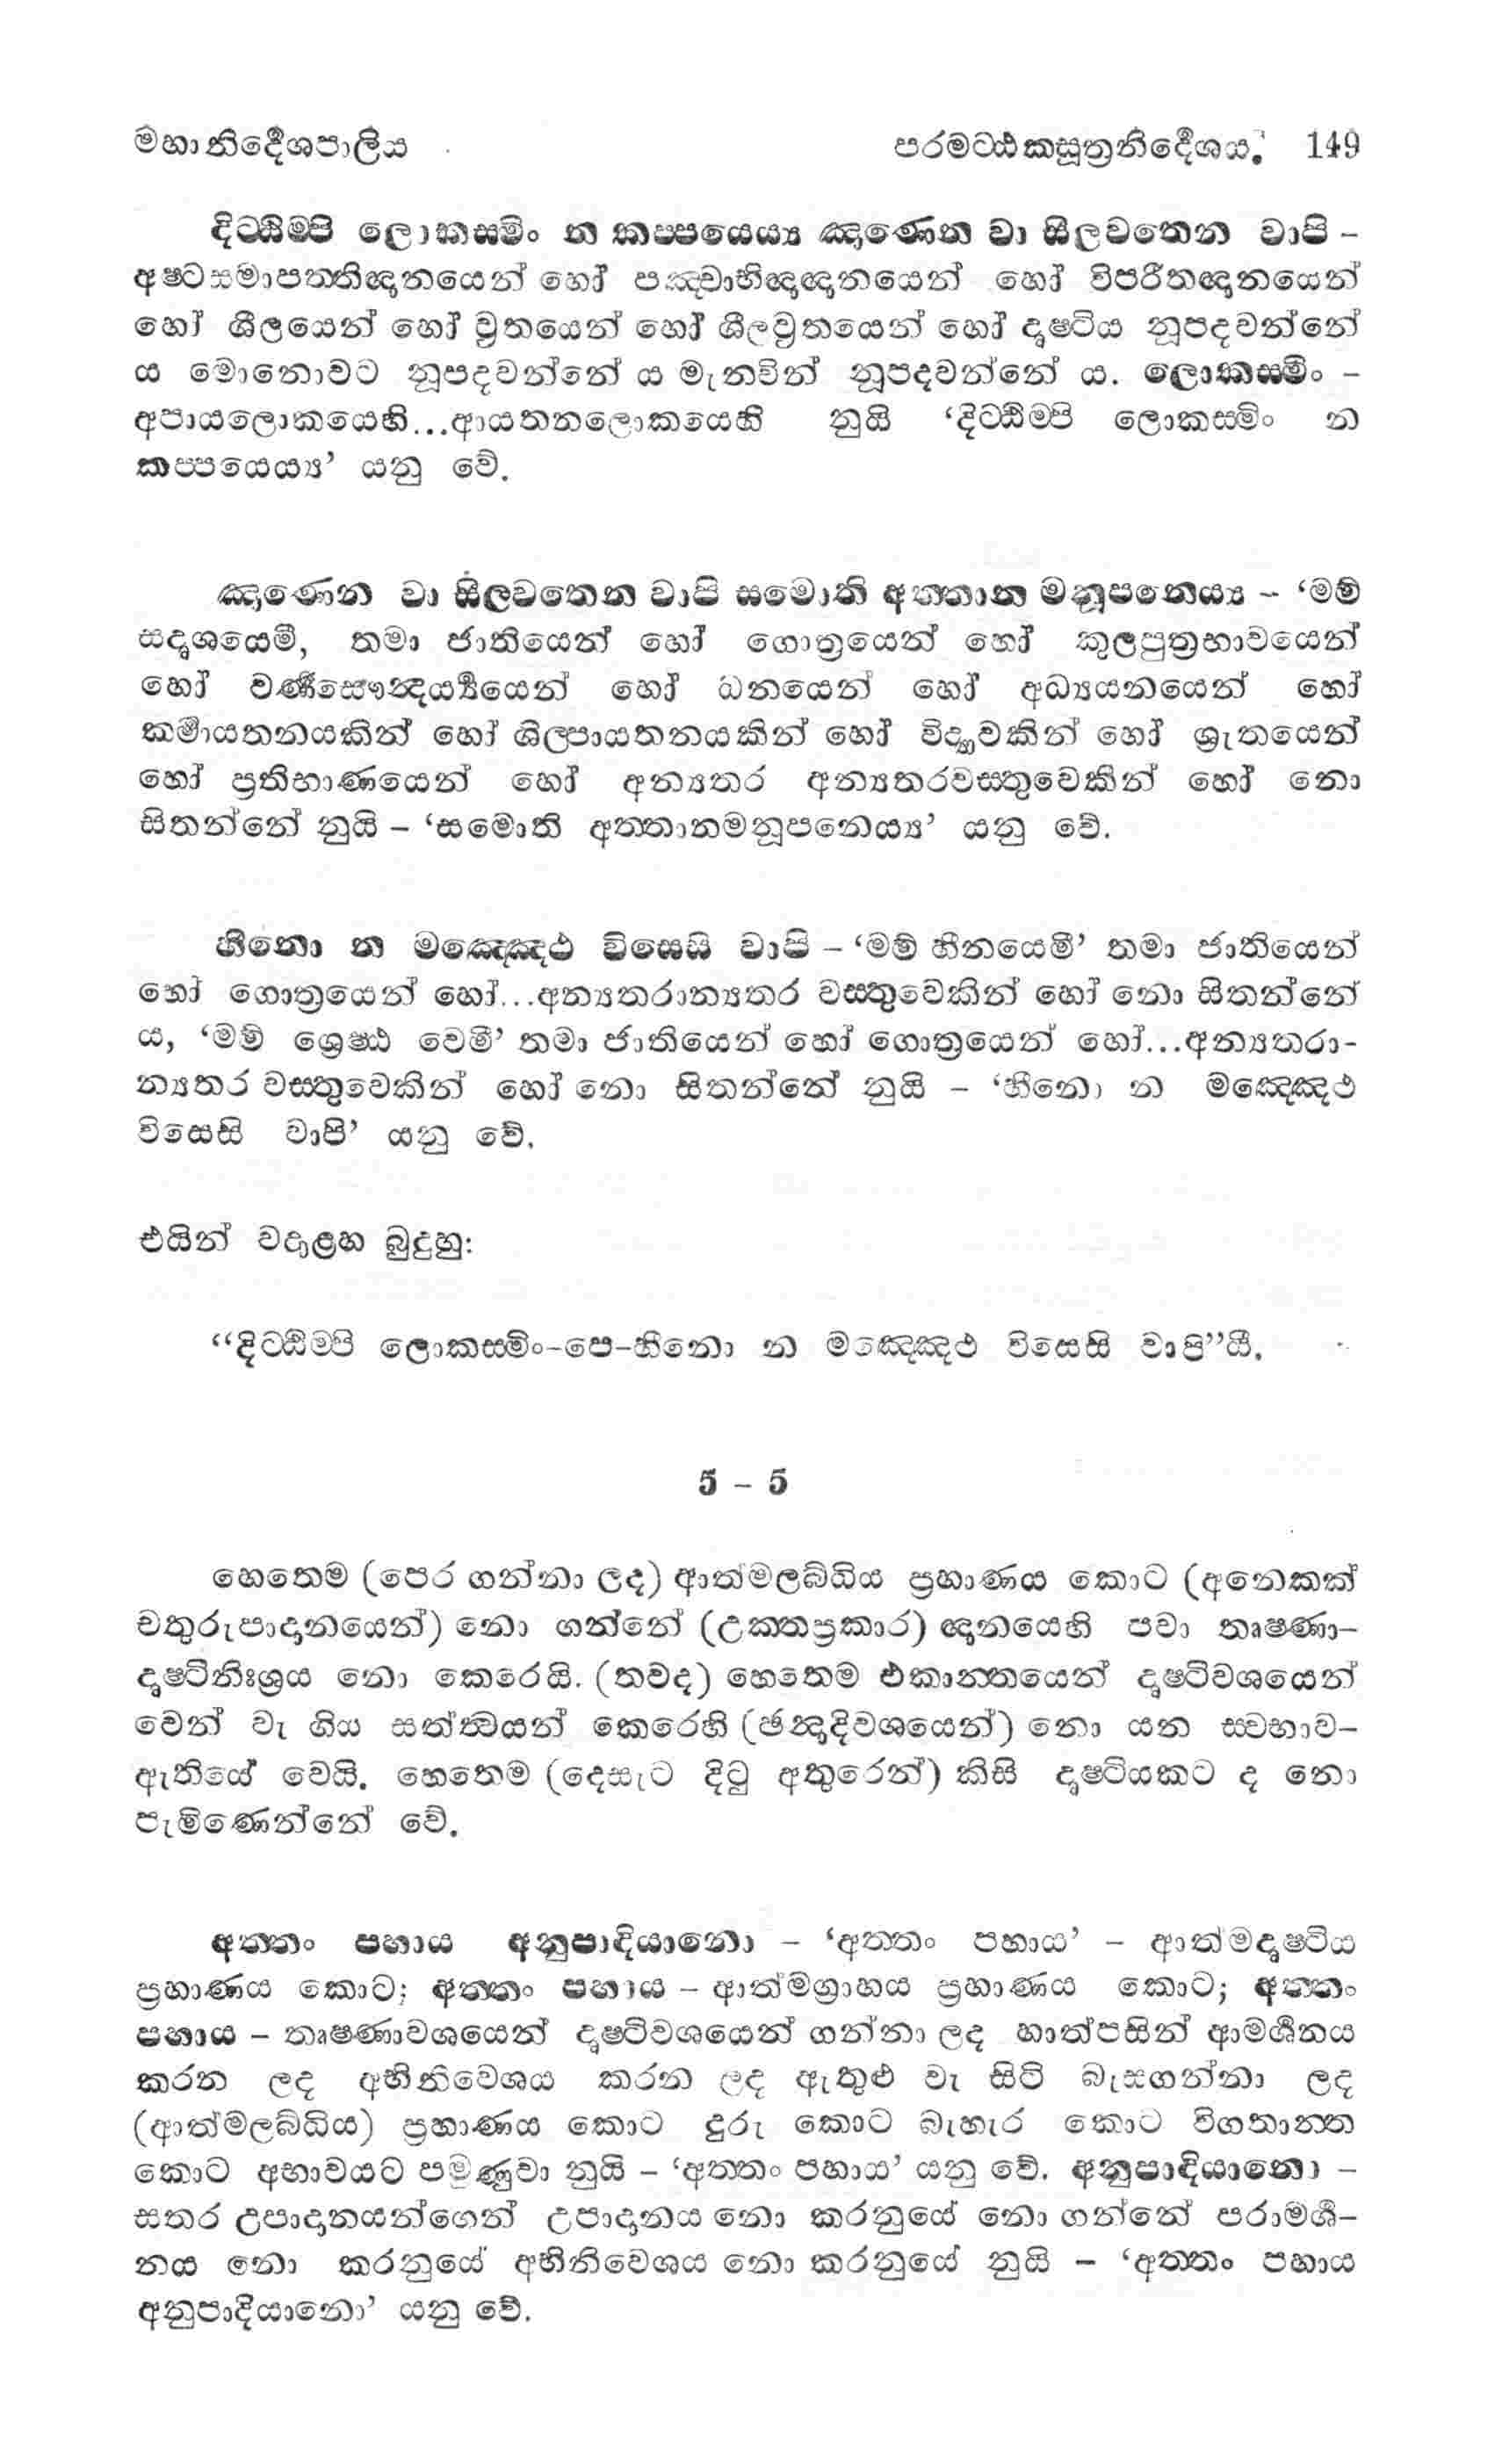 මහානිර්දේශපාලිය පරමට්ඨකසූත්‍රනිර්දේශය. 149
දිට්ඨිම්පි ලොකස්මිං න කප්පයෙය්‍ය ඤාණෙන වා සීලවතෙන වාපි –
අෂ්ටසමාපත්තිඥානයෙන් හෝ පඤ්චාභිඥාඥානයෙන් හෝ විපරීතඥානයෙන්
හෝ ශීලයෙන් හෝ ව්‍රතයෙන් හෝ ශීලව්‍රතයෙන් හෝ දෘෂ්ටිය නූපදවන්නේ
ය මොනොවට නූපදවන්නේ ය මැනවින් නූපදවන්නේ ය. ලොකස්මිං –
අපායලොකයෙහි...ආයතනලොකයෙහි නුයි ‘දිට්ඨිම්පි ලොකස්මිං න
කප්පයෙය්‍ය’ යනු වේ.
ඤාණෙන වා සීලවතෙන වාපි සමොති අත්තාන මනූපනෙය්‍ය – ‘මම්
සදෘශයෙමි, තමා ජාතියෙන් හෝ ගොත්‍රයෙන් හෝ කුලපුත්‍රභාවයෙන්
හෝ වර්ණසෞන්දර්‍ය්‍යයෙන් හෝ ධනයෙන් හෝ අධ්‍යයනයෙන් හෝ
කර්මායතනයකින් හෝ ශිල්පායතනයකින් හෝ විද්‍යාවකින් හෝ ශ්‍රැතයෙන්
හෝ ප්‍රතිභාණයෙන් හෝ අන්‍යතර අන්‍යතරවස්තුවෙකින් හෝ නො
සිතන්නේ නුයි – ‘සමොති අත්තානමනූපනෙය්‍ය’ යනු වේ.
හීනො න මඤ්ඤෙථ විසෙසි වාපි – ‘මම් හීනයෙමි’ තමා ජාතියෙන්
හෝ ගොත්‍රයෙන් හෝ...අන්‍යතරාන්‍යතර වස්තුවෙකින් හෝ නො සිතන්නේ
ය, ‘මම් ශ්‍රෙෂ්ඨ වෙමි’ තමා ජාතියෙන් හෝ ගොත්‍රයෙන් හෝ...අන්‍යතරා-
න්‍යතර වස්තුවෙකින් හෝ නො සිතන්නේ නුයි – ‘හීනො න මඤ්ඤෙථ
විසෙසි වාපි’ යනු වේ.
එයින් වදාළහ බුදුහු:
“දිට්ඨිම්පි ලොකස්මිං–පෙ–හීනො න මඤ්ඤෙථ විසෙසි වාපි”යී.
5 – 5
හෙතෙම (පෙර ගන්නා ලද) ආත්මලබ්ධිය ප්‍රහාණය කොට (අනෙකක්
චතුරුපාදානයෙන්) නො ගන්නේ (උක්තප්‍රකාර) ඥානයෙහි පවා තෘෂ්ණා–
දෘෂ්ටිනිඃශ්‍රය නො කෙරෙයි. (තවද) හෙතෙම එකාන්තයෙන් දෘෂ්ටිවශයෙන්
වෙන් වැ ගිය සත්ත්‍වයන් කෙරෙහි (ඡන්දාදිවශයෙන්) නො යන ස්වභාව–
ඇතියේ වෙයි. හෙතෙම (දෙසැට දිටු අතුරෙන්) කිසි දෘෂ්ටියකට ද නො
පැමිණෙන්නේ වේ.
අත්තං පහාය අනුපාදියානො – ‘අත්තං පහාය’ – ආත්මදෘෂ්ටිය
ප්‍රහාණය කොට; අත්තං පහාය – ආත්මග්‍රාහය ප්‍රහාණය කොට; අත්තං
පහාය – තෘෂ්ණාවශයෙන් දෘෂ්ටිවශයෙන් ගන්නා ලද හාත්පසින් ආමර්ශනය
කරන ලද අභිනිවෙශය කරන ලද ඇතුළු වැ සිටි බැසගන්නා ලද
(ආත්මලබ්ධිය) ප්‍රහාණය කොට දුරු කොට බැහැර කොට විගතාන්ත
කොට අභාවයට පමුණුවා නුයි – ‘අත්තං පහාය’ යනු වේ. අනුපාදියානො –
සතර උපාදානයන්ගෙන් උපාදානය නො කරනුයේ නො ගන්නේ පරාමර්ශ–
නය නො කරනුයේ අභිනිවෙශය නො කරනුයේ නුයි – ‘අත්තං පහාය
අනුපාදියානො’ යනු වේ.